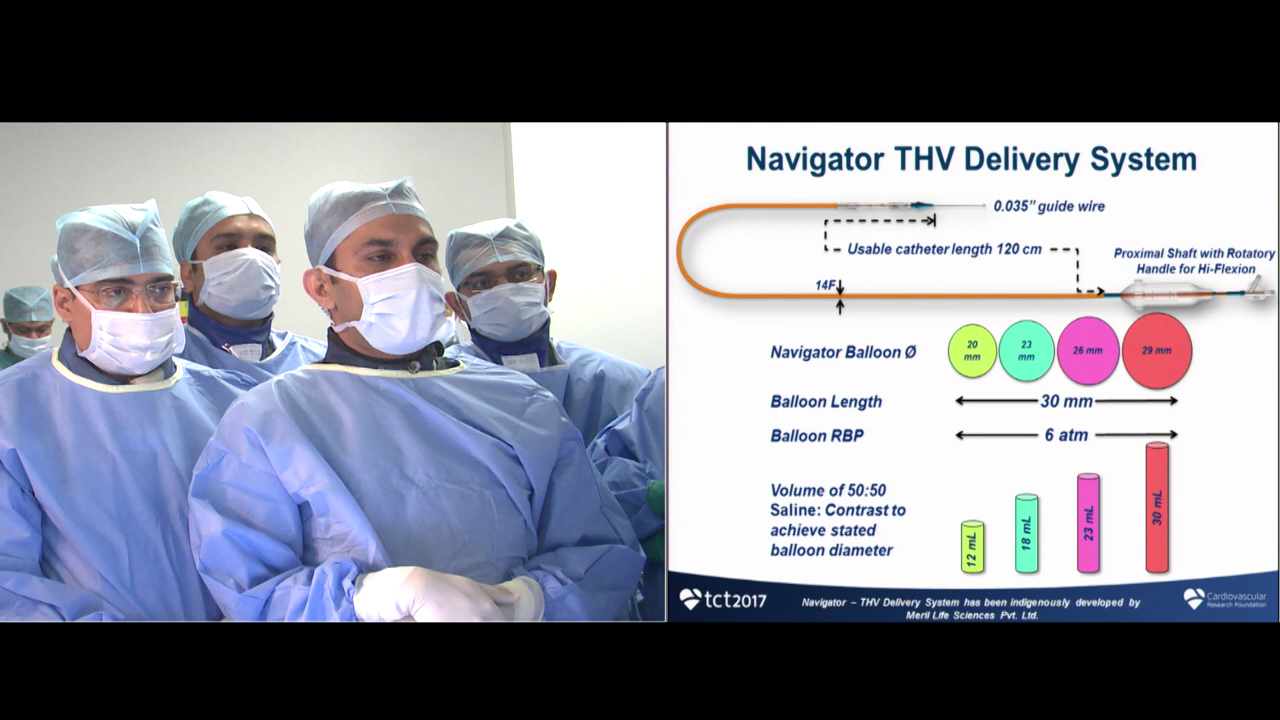 Navigator THV Delivery System
0.035” guide wire
Usable catheter length 120 cm
Proximal Shaft with Rotatory
Handle for Hi-Flexion
14F
Navigator Balloon Ø
20
mm
23
mm
26 mm
29 mm
Balloon Length
30 mm
Balloon RBP
6 atm
Volume of 50:50
Saline: Contrast to
achieve stated
balloon diameter
12 mL
18 mL
23 mL
30 mL
tct2017
Navigator – THV Delivery System has been indigenously developed by
Meril Life Sciences Pvt. Ltd.
Cardiovascular
Research Foundation